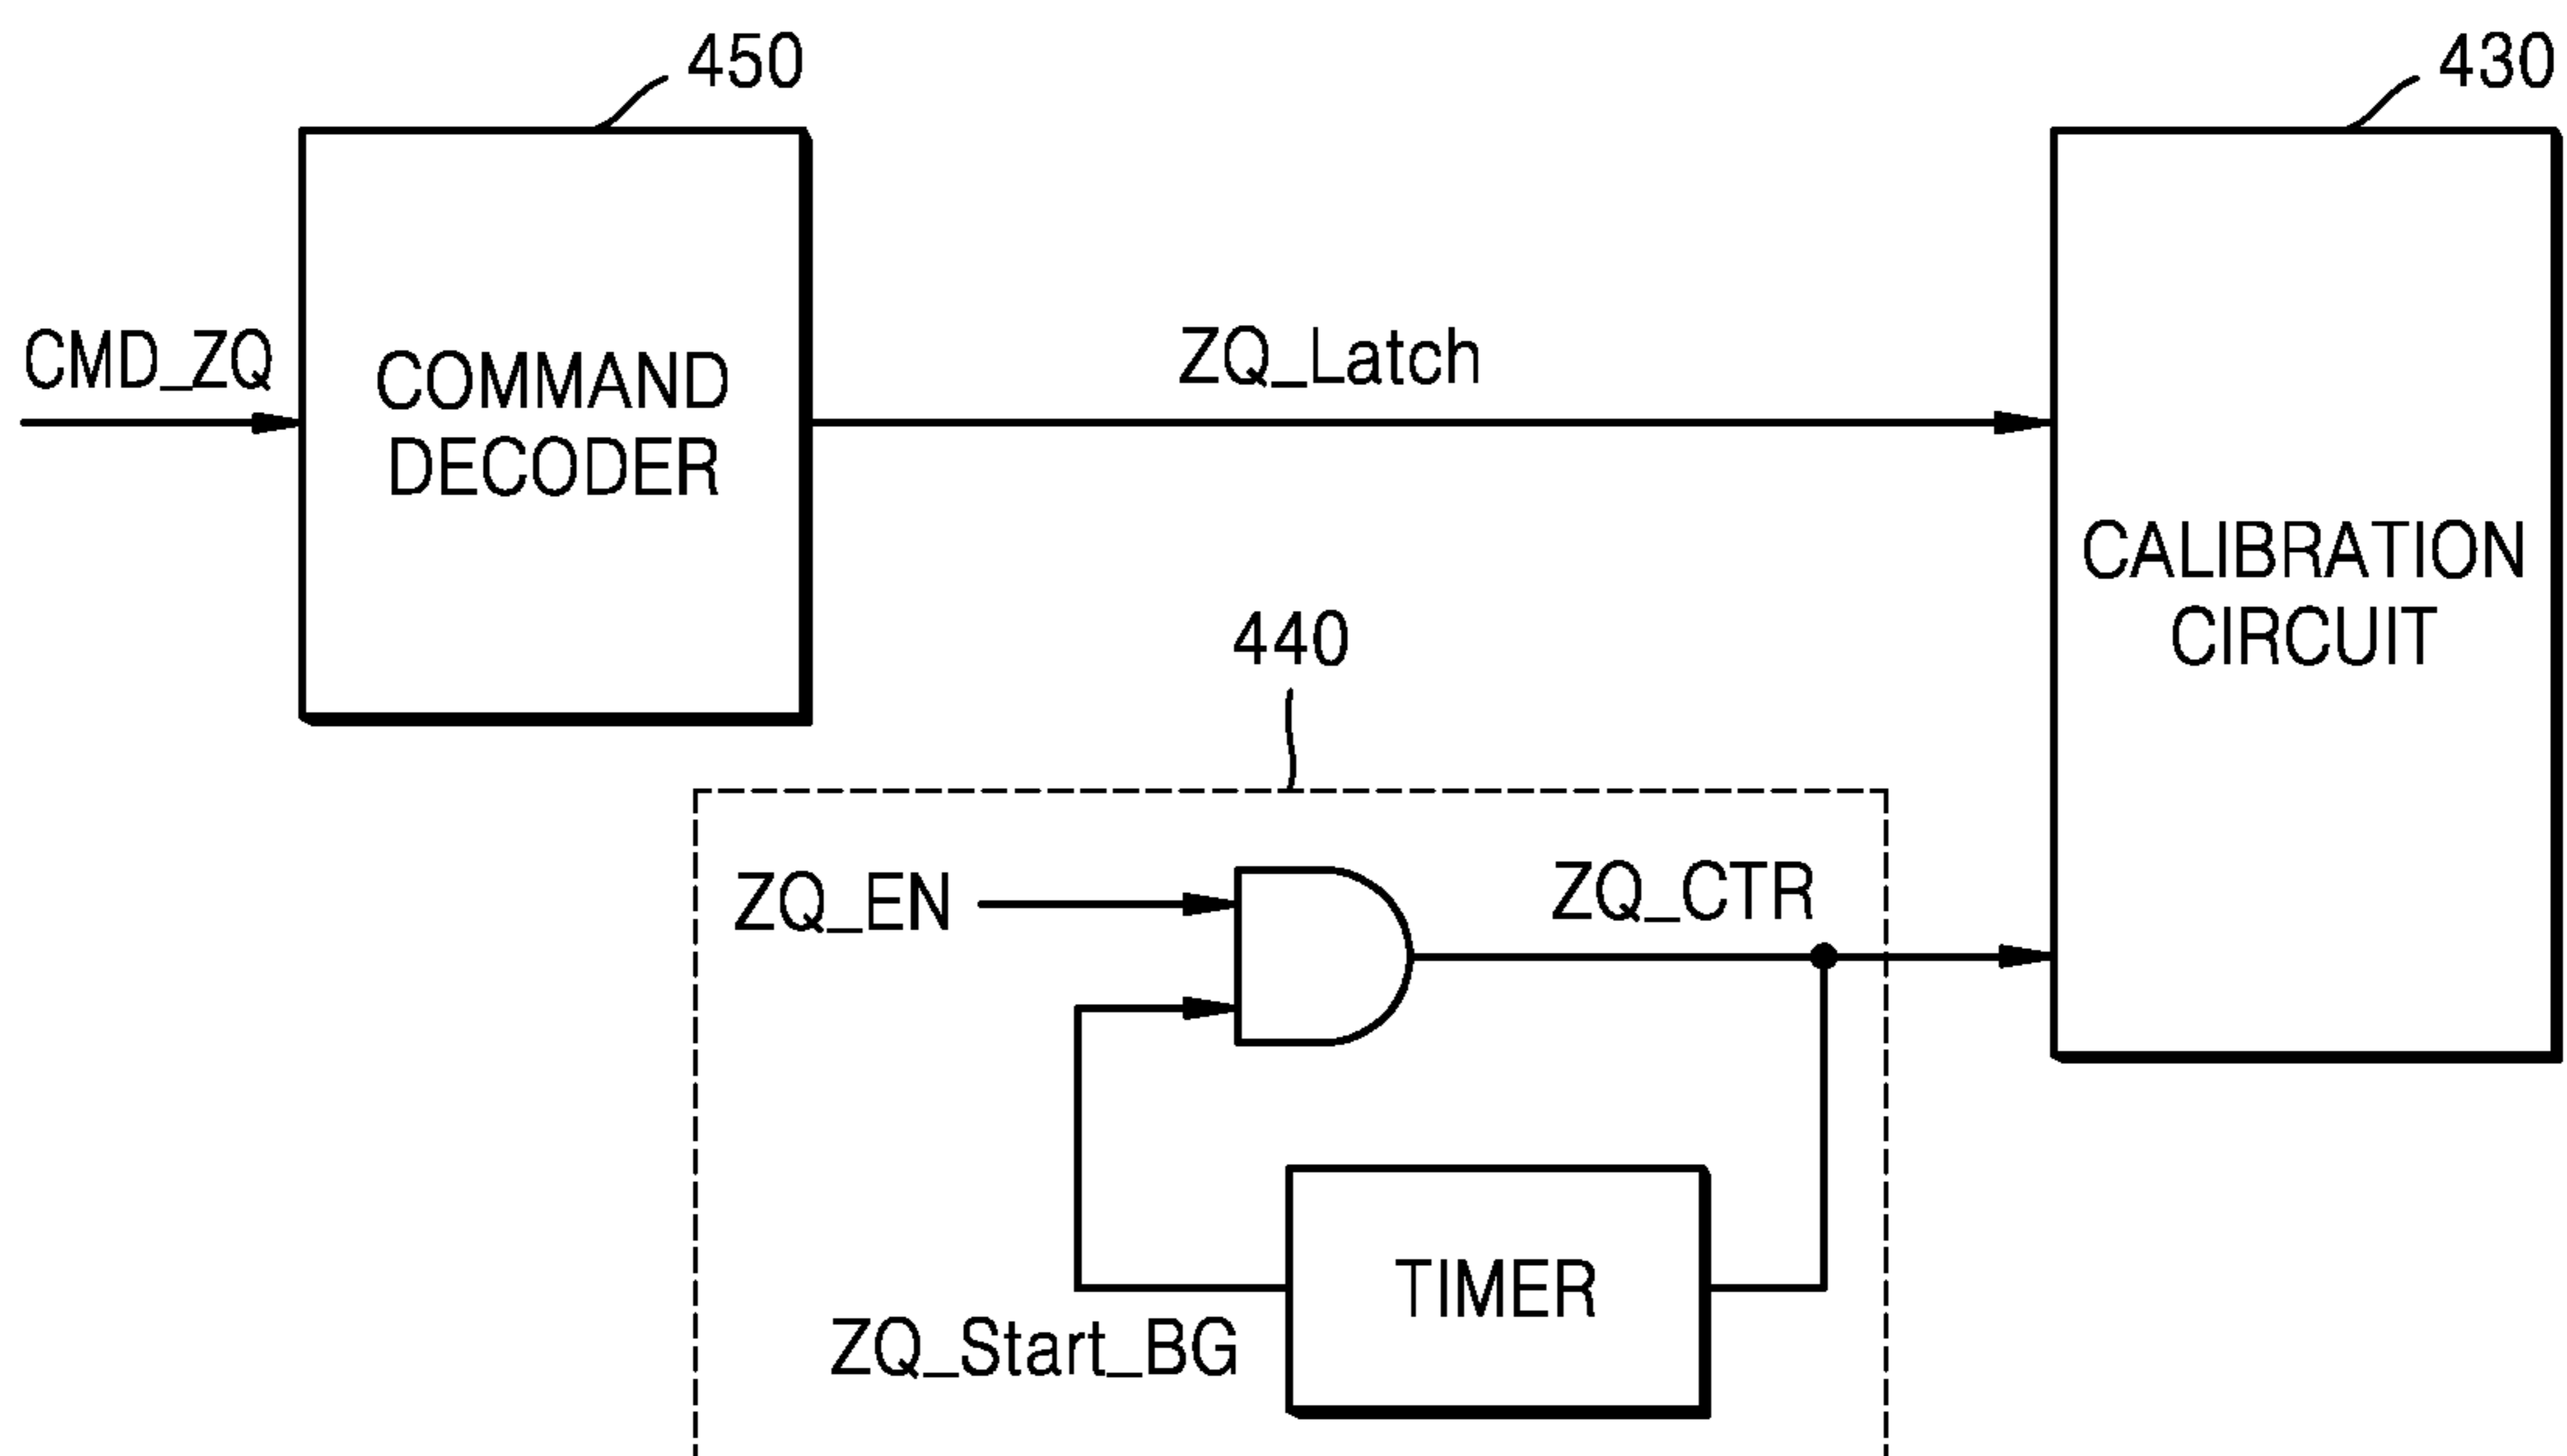 450
430
CMD_ZQ
COMMAND
DECODER
ZQ_Latch
CALIBRATION
CIRCUIT
440
ZQ_EN
ZQ_CTR
TIMER
ZQ_Start_BG